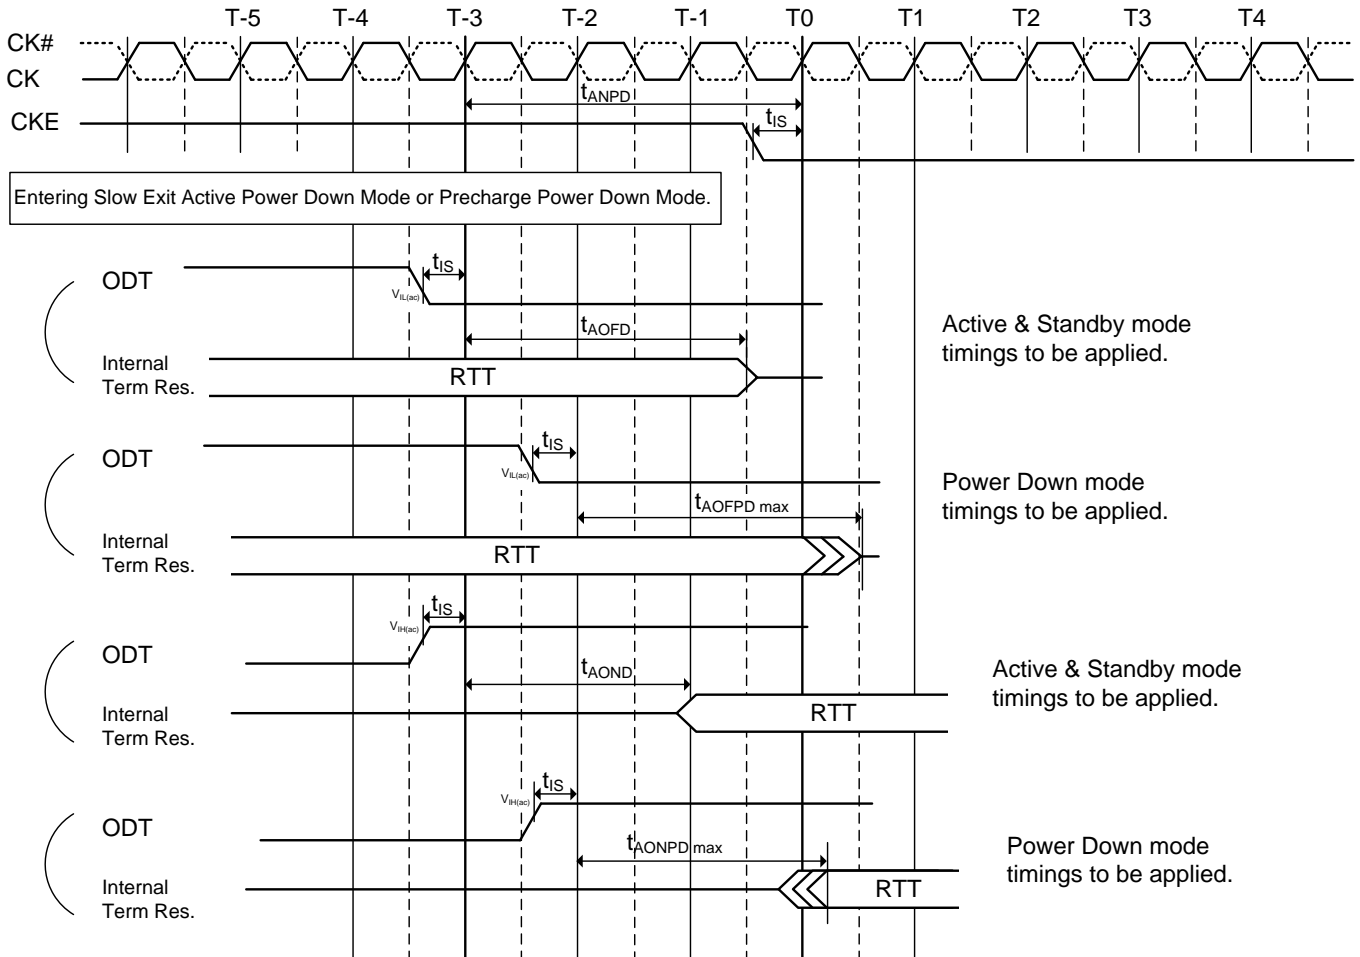 T-5 T-4 T-3 T-2 T-1 T0 T1 T2 T3 T4
CK#
CK
tANPD
CKE
tIS
Entering Slow Exit Active Power Down Mode or Precharge Power Down Mode.
ODT
tIS
VIL(ac)
tAOFD
Active & Standby mode
timings to be applied.
Internal
Term Res.
RTT
ODT
tIS
VIL(ac)
Power Down mode
timings to be applied.
tAOFPD max
Internal
Term Res.
RTT
tIS
VIH(ac)
ODT
tAOND
Active & Standby mode
timings to be applied.
Internal
Term Res.
RTT
tIS
VIH(ac)
ODT
tAONPD max
Power Down mode
timings to be applied.
Internal
Term Res.
RTT